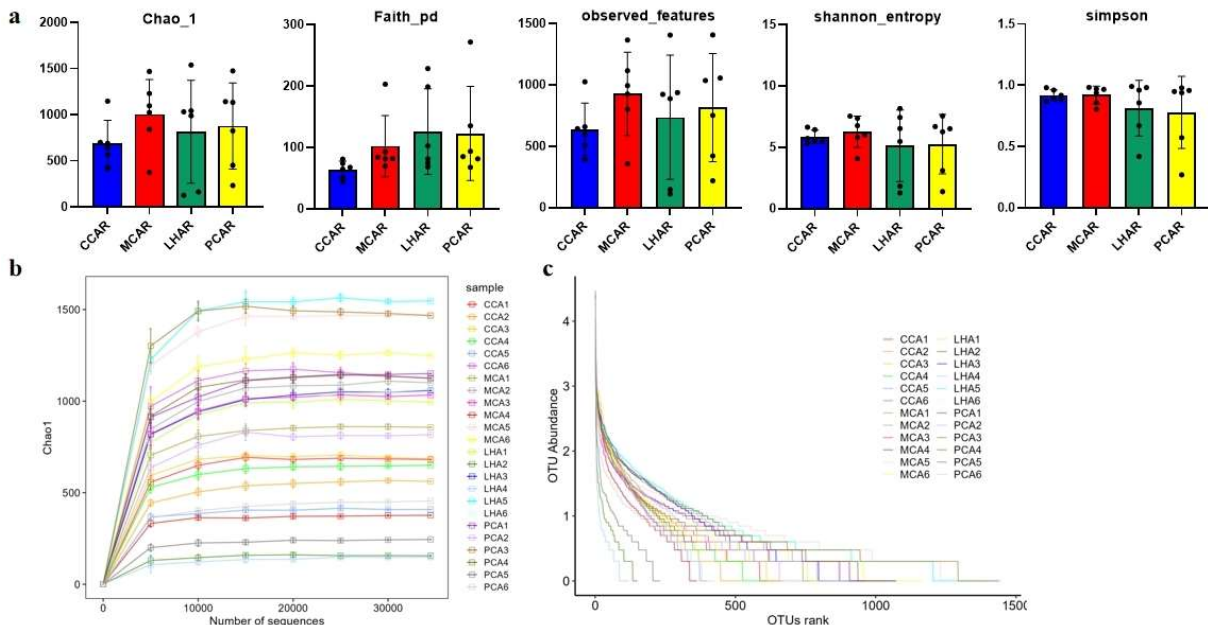 a
Chao_1
2000
1500
1000
500
0
CCAR
MCAR
LHAR
PCAR
Faith_pd
300
200
100
0
CCAR
MCAR
LHAR
PCAR
observed_features
1500
1000
500
0
CCAR
MCAR
LHAR
PCAR
shannon_entropy
15
10
5
0
CCAR
MCAR
LHAR
PCAR
simpson
1.5
1.0
0.5
0.0
CCAR
MCAR
LHAR
PCAR
b
Chao1
1500
1000
500
0
0
10000
20000
30000
Number of sequences
sample
CCA1
CCA2
CCA3
CCA4
CCA5
CCA6
MCA1
MCA2
MCA3
MCA4
MCA5
MCA6
LHA1
LHA2
LHA3
LHA4
LHA5
LHA6
PCA1
PCA2
PCA3
PCA4
PCA5
PCA6
c
OTU Abundance
4
3
2
1
0
0
500
1000
1500
OTUs rank
CCA1 LHA1
CCA2 LHA2
CCA3 LHA3
CCA4 LHA4
CCA5 LHA5
CCA6 LHA6
MCA1 PCA1
MCA2 PCA2
MCA3 PCA3
MCA4 PCA4
MCA5 PCA5
MCA6 PCA6